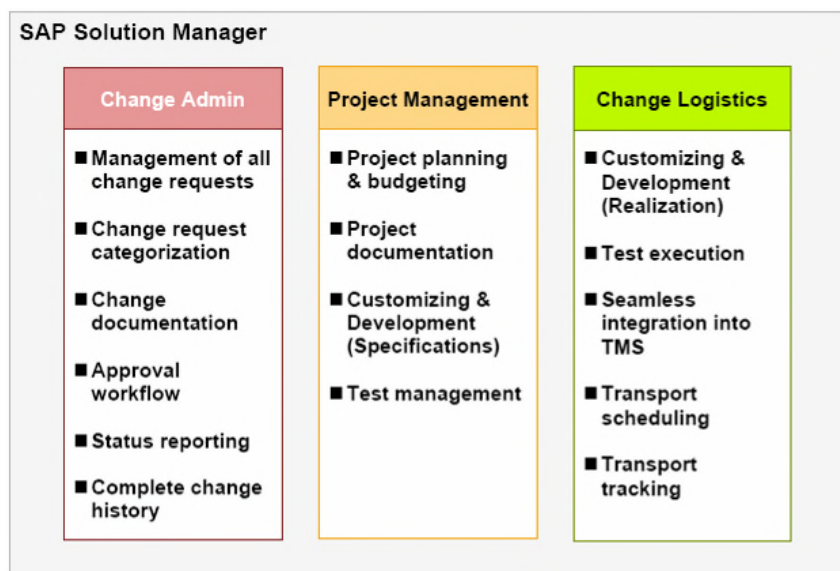 SAP Solution Manager
Change Admin
■ Management of all
change requests
■ Change request
categorization
■ Change
documentation
■ Approval
workflow
■ Status reporting
■ Complete change
history
Project Management
■ Project planning
& budgeting
■ Project
documentation
■ Customizing &
Development
(Specifications)
■ Test management
Change Logistics
■ Customizing &
Development
(Realization)
■ Test execution
■ Seamless
integration into
TMS
■ Transport
scheduling
■ Transport
tracking